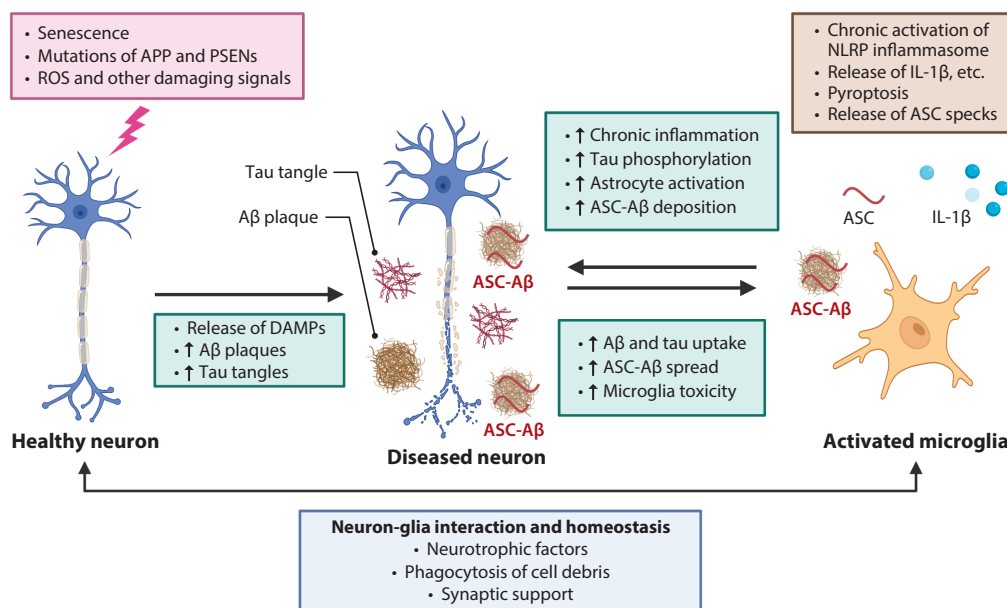 • Senescence
• Mutations of APP and PSENs
• ROS and other damaging signals
• Chronic activation of
NLRP inflammasome
• Release of IL-1β, etc.
• Pyroptosis
• Release of ASC specks
• ↑ Chronic inflammation
• ↑ Tau phosphorylation
• ↑ Astrocyte activation
• ↑ ASC-Aβ deposition
Tau tangle
Aβ plaque
ASC
IL-1β
ASC-Aβ
ASC-Aβ
• Release of DAMPs
• ↑ Aβ plaques
• ↑ Tau tangles
• ↑ Aβ and tau uptake
• ↑ ASC-Aβ spread
• ↑ Microglia toxicity
ASC-Aβ
Healthy neuron
Diseased neuron
Activated microglia
Neuron-glia interaction and homeostasis
• Neurotrophic factors
• Phagocytosis of cell debris
• Synaptic support